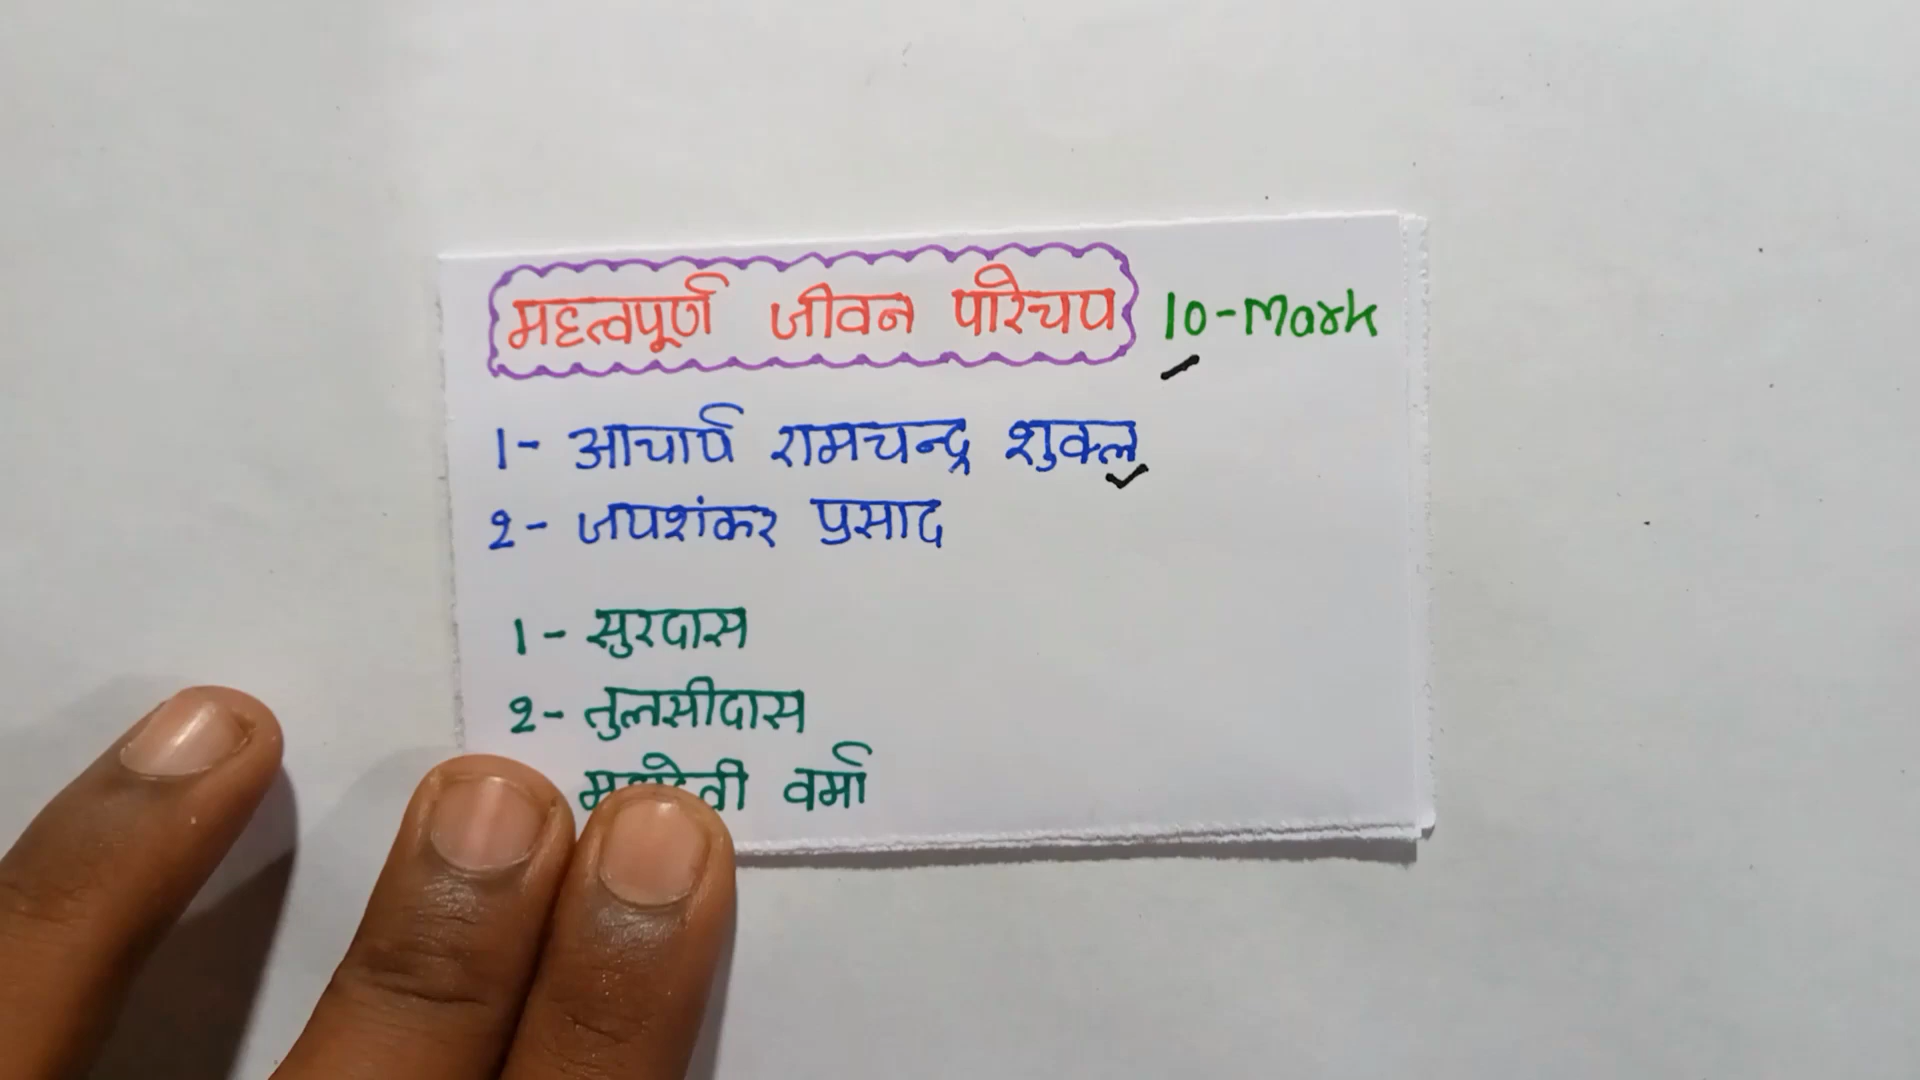 महत्वपूर्ण जीवन परिचय 10-Mark
1- आचार्य रामचन्द्र शुक्ल
2- जयशंकर प्रसाद
1- सुरदास
2- तुलसीदास
वर्मा